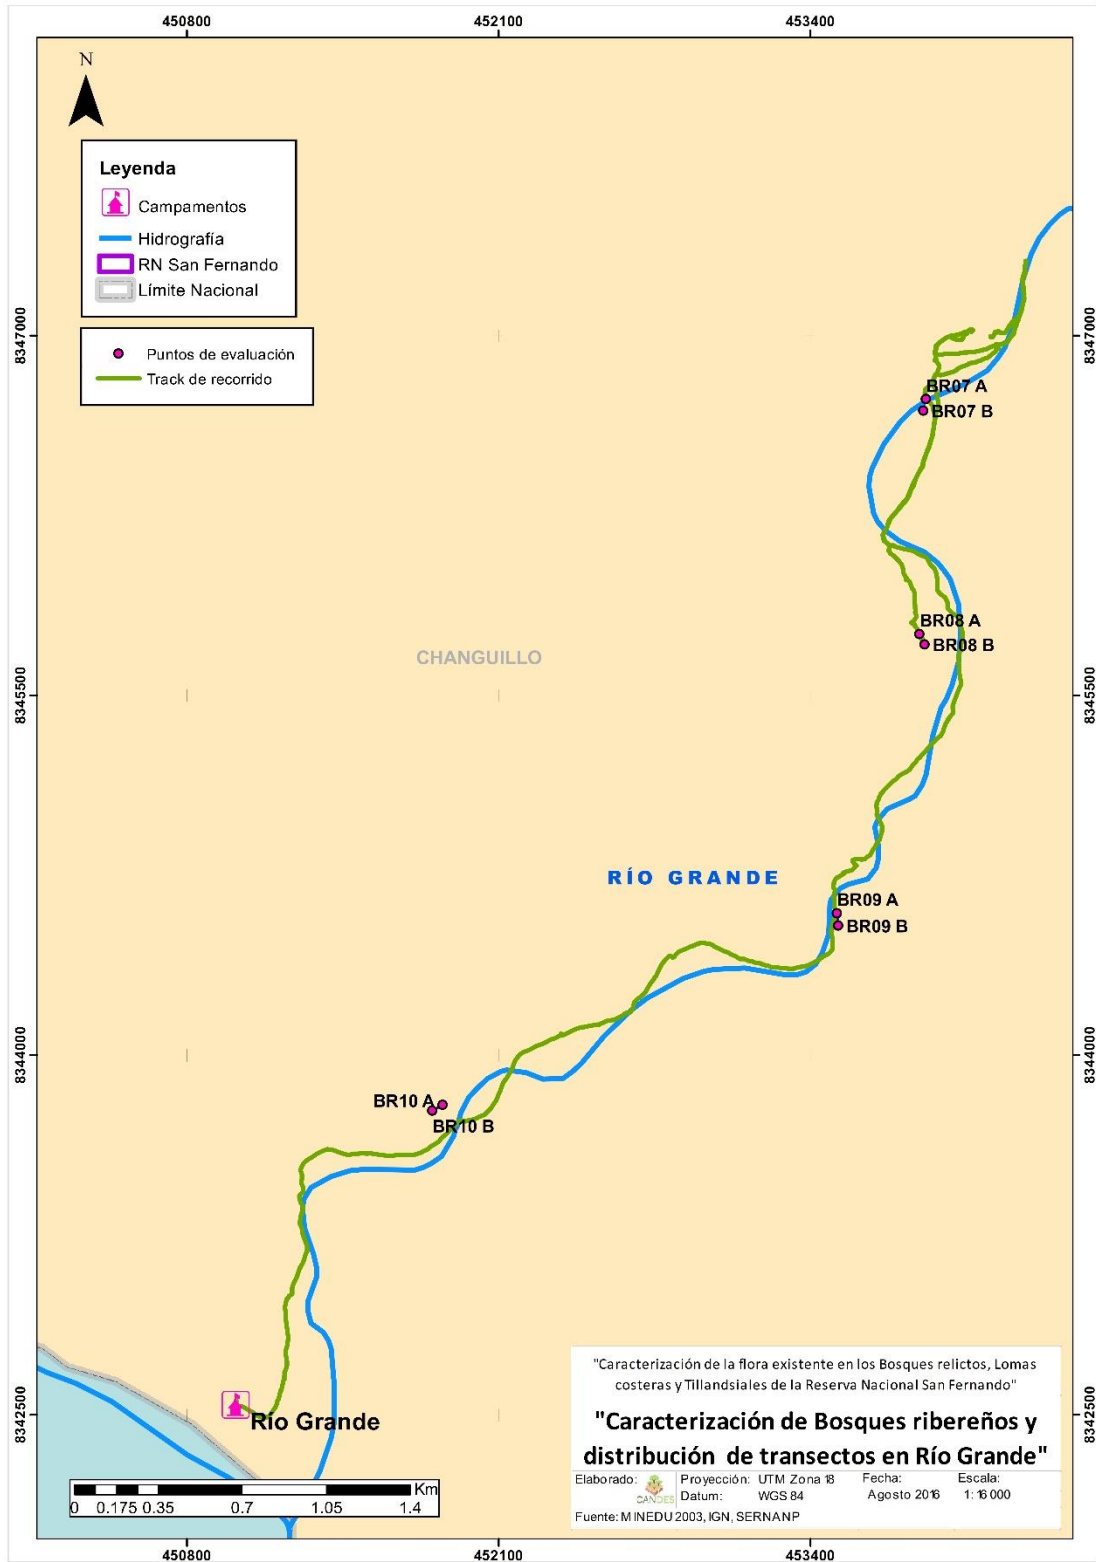 450800 452100 453400
N
Leyenda
Campamentos
Hidrografía
RN San Fernando
Límite Nacional
Puntos de evaluación
Track de recorrido
8347000 8347000
BR07 A
BR07 B
BR08 A
BR08 B
CHANGUILLO
8345500 8345500
RÍO GRANDE
BR09 A
BR09 B
8344000 8344000
BR10 A
BR10 B
8342500 8342500
Río Grande
Km
0 0.175 0.35 0.7 1.05 1.4
"Caracterización de la flora existente en los Bosques relictos, Lomas
costeras y Tillandsiales de la Reserva Nacional San Fernando"
"Caracterización de Bosques ribereños y
distribución de transectos en Río Grande"
Elaborado: Proyección: UTM Zona 18 Fecha: Escala:
CANDES Datum: WGS 84 Agosto 2016 1:16 000
Fuente: MINEDU 2003, IGN, SERNANP
450800 452100 453400